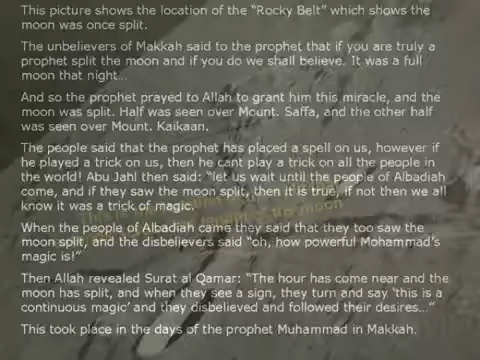 This picture shows the location of the “Rocky Belt” which shows the
moon was once split.
The unbelievers of Makkah said to the prophet that if you are truly a
prophet split the moon and if you do we shall believe. It was a full
moon that night...
And so the prophet prayed to Allah to grant him this miracle, and the
moon was split. Half was seen over Mount. Saffa, and the other half
was seen over Mount. Kaikaan.
The people said that the prophet has placed a spell on us, however if
he played a trick on us, then he cant play a trick on all the people in
the world! Abu Jahl then said: “let us wait until the people of Albadiah
come, and if they saw the moon split, then it is true, if not then we all
know it was a trick of magic.
When the people of Albadiah came they said that they too saw the
moon split, and the disbelievers said “oh, how powerful Mohammad’s
magic is!”
Then Allah revealed Surat al Qamar: “The hour has come near and the
moon has split, and when they see a sign, they turn and say ‘this is a
continuous magic’ and they disbelieved and followed their desires...”
This took place in the days of the prophet Muhammad in Makkah.